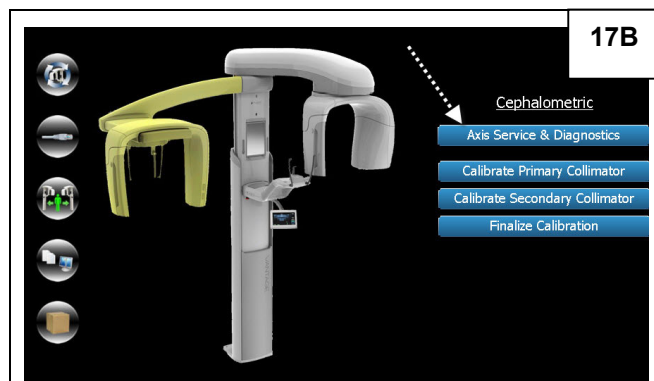 17B
Cephalometric
Axis Service & Diagnostics
Calibrate Primary Collimator
Calibrate Secondary Collimator
Finalize Calibration